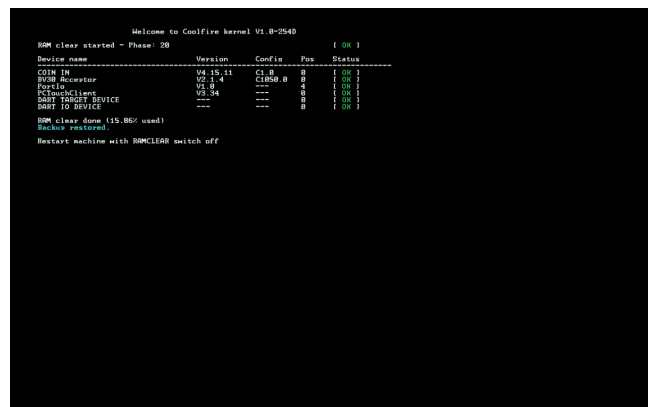 Welcome to Coolfire kernel V1.0-254D
RAM clear started - Phase: 20 [ OK ]
Device name Version Config Pos Status
COIN IN V4.15.11 C1.0 0 [ OK ]
BV30 Acceptor V2.1.4 C1050.0 0 [ OK ]
PortIo V1.0 --- 4 [ OK ]
PCTouchClient V3.34 --- 0 [ OK ]
DART TARGET DEVICE --- --- 0 [ OK ]
DART IO DEVICE --- --- 0 [ OK ]
RAM clear done (15.86% used)
Backup restored.
Restart machine with RAMCLEAR switch off